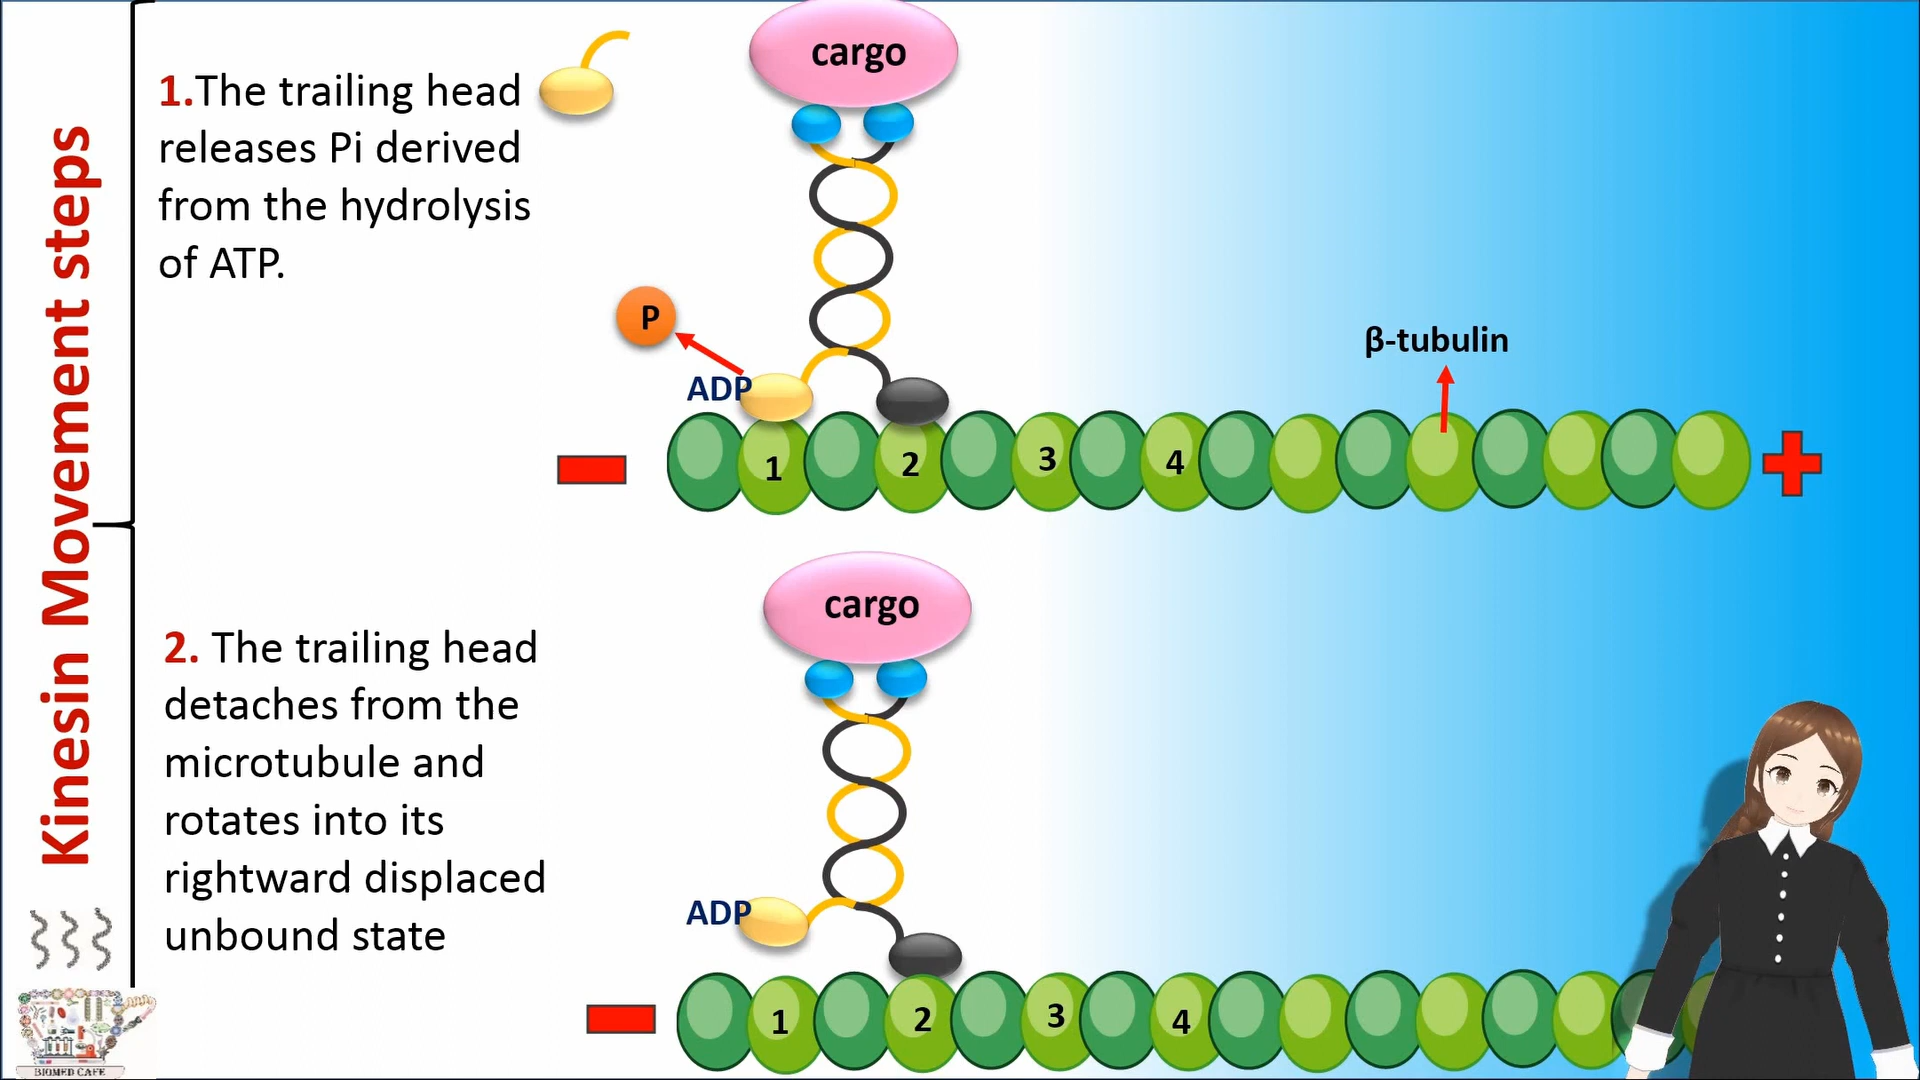 Kinesin Movement steps
1.The trailing head
releases Pi derived
from the hydrolysis
of ATP.
cargo
P
ADP
β-tubulin
1 2 3 4
2. The trailing head
detaches from the
microtubule and
rotates into its
rightward displaced
unbound state
cargo
ADP
1 2 3 4
BIOMED CAFE